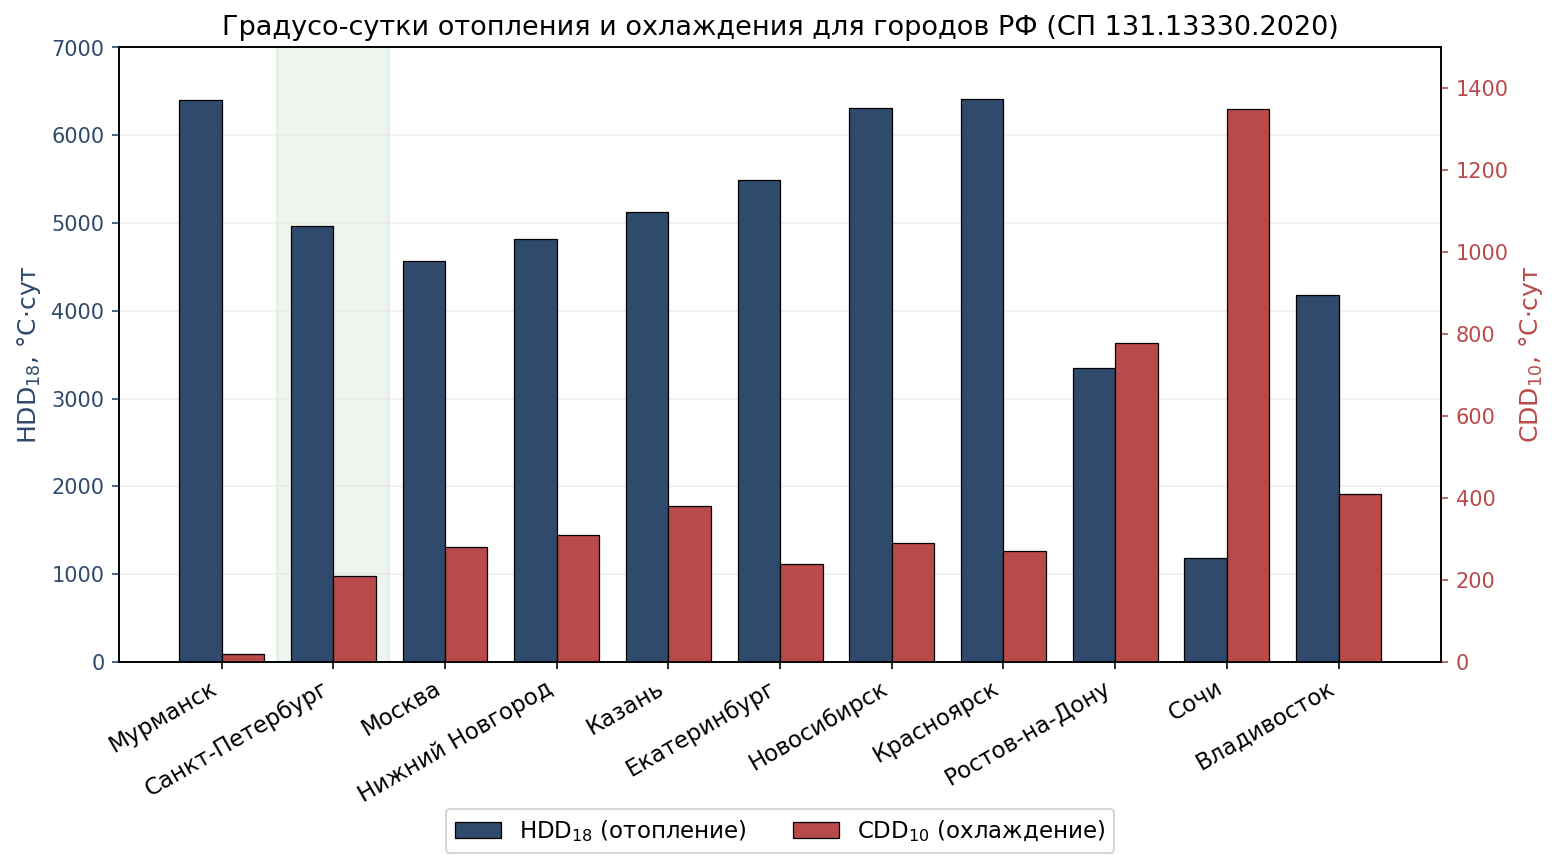 Градусо-сутки отопления и охлаждения для городов РФ (СП 131.13330.2020)
7000
6000
5000
4000
3000
2000
1000
0
HDD₁₈, °C·сут
1400
1200
1000
800
600
400
200
0
CDD₁₀, °C·сут
Мурманск
Санкт-Петербург
Москва
Нижний Новгород
Казань
Екатеринбург
Новосибирск
Красноярск
Ростов-на-Дону
Сочи
Владивосток
HDD₁₈ (отопление)
CDD₁₀ (охлаждение)